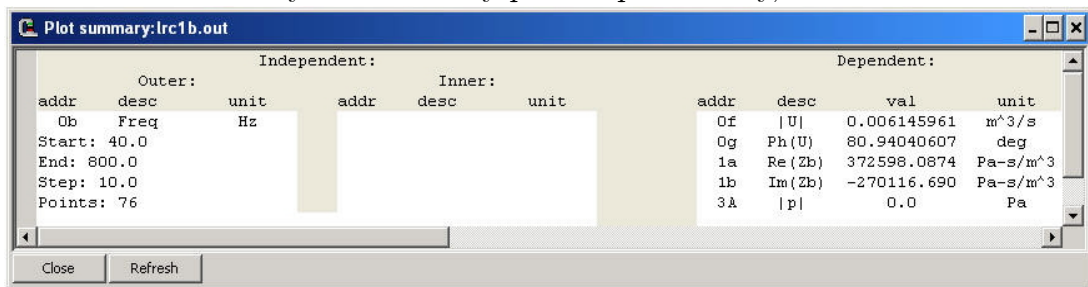 Plot summary:lrc1b.out
Independent: Dependent:
Outer: Inner:
addr desc unit addr desc unit addr desc val unit
0b Freq Hz 0f |U| 0.006145961 m^3/s
Start: 40.0 0g Ph(U) 80.94040607 deg
End: 800.0 1a Re(Zb) 372598.0874 Pa-s/m^3
Step: 10.0 1b Im(Zb) -270116.690 Pa-s/m^3
Points: 76 3A |p| 0.0 Pa
Close Refresh